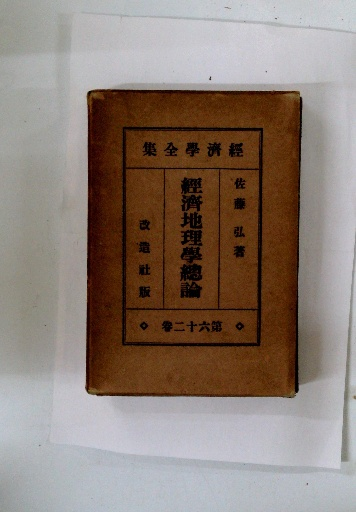 經濟學全集
佐藤弘著
經濟地理學總論
改造社版
第六十二卷